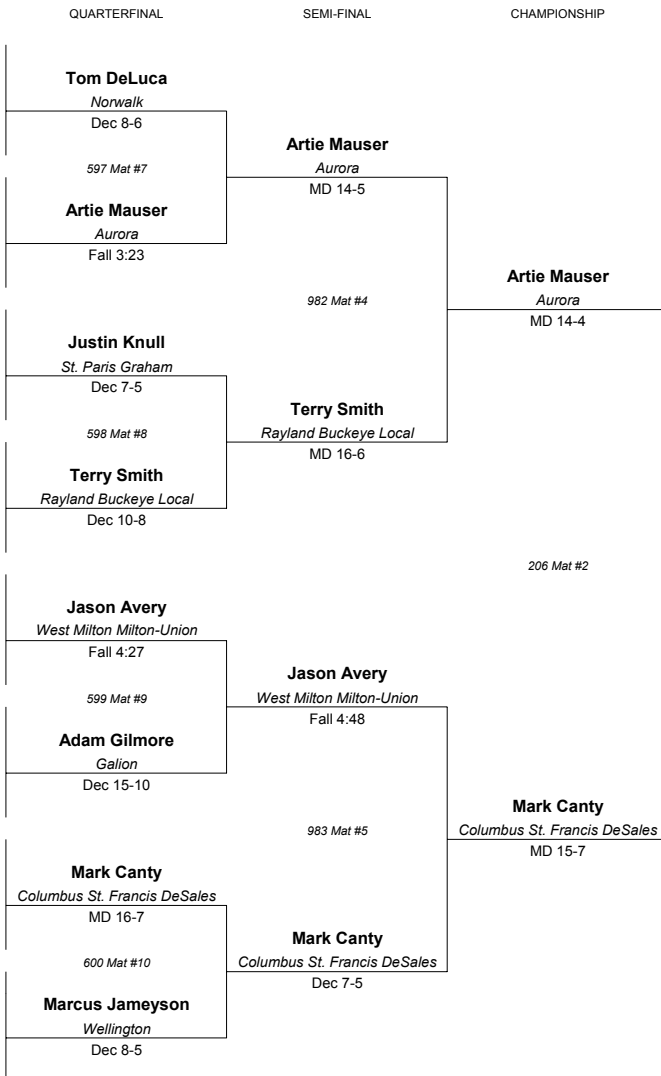 QUARTERFINAL SEMI-FINAL CHAMPIONSHIP
Tom DeLuca
Norwalk
Dec 8-6
597 Mat #7
Artie Mauser
Aurora
Fall 3:23
Artie Mauser
Aurora
MD 14-5
982 Mat #4
Justin Knull
St. Paris Graham
Dec 7-5
598 Mat #8
Terry Smith
Rayland Buckeye Local
Dec 10-8
Terry Smith
Rayland Buckeye Local
MD 16-6
Artie Mauser
Aurora
MD 14-4
206 Mat #2
Jason Avery
West Milton Milton-Union
Fall 4:27
599 Mat #9
Adam Gilmore
Galion
Dec 15-10
Jason Avery
West Milton Milton-Union
Fall 4:48
983 Mat #5
Mark Canty
Columbus St. Francis DeSales
MD 16-7
600 Mat #10
Marcus Jameyson
Wellington
Dec 8-5
Mark Canty
Columbus St. Francis DeSales
Dec 7-5
Mark Canty
Columbus St. Francis DeSales
MD 15-7